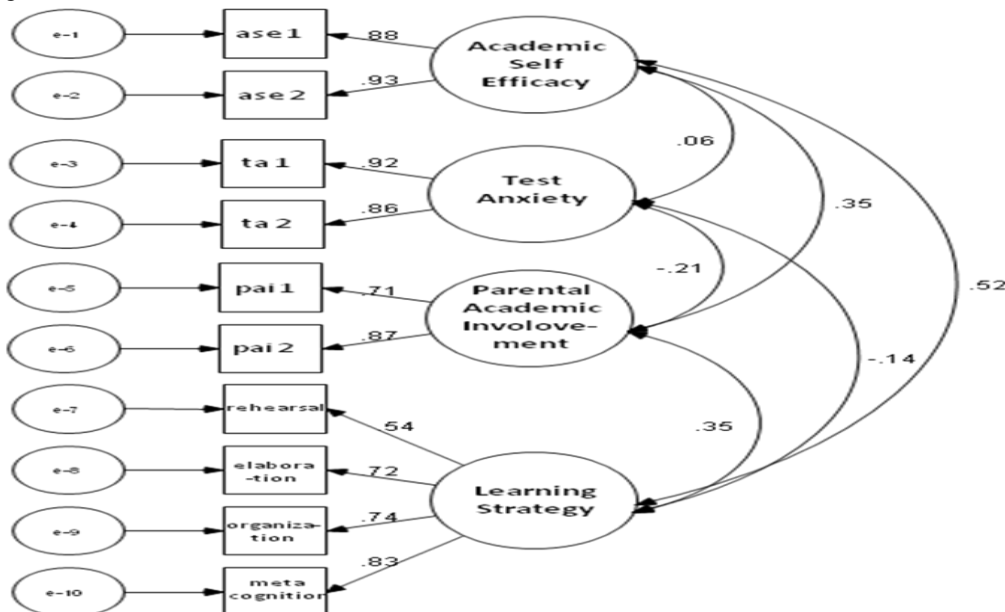 e-1
ase1
.88
Academic
Self
Efficacy
e-2
ase2
.93
.06
e-3
ta1
.92
Test
Anxiety
.35
e-4
ta2
.86
-.21
.52
e-5
pai1
.71
Parental
Academic
Involove-
ment
e-6
pai2
.87
-.14
e-7
rehearsal
.54
.35
e-8
elabora
-tion
.72
Learning
Strategy
e-9
organiza-
tion
.74
e-10
meta
cognition
.83